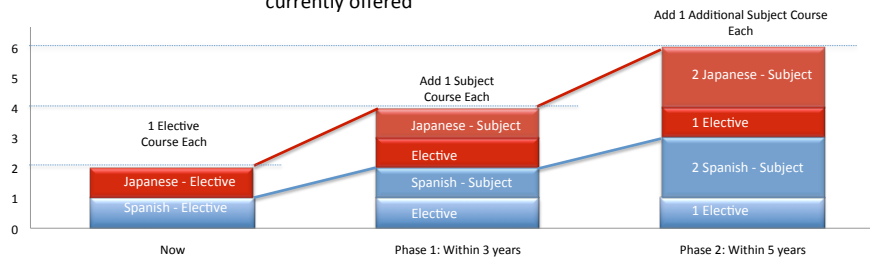 currently offered
Add 1 Additional Subject Course
Each
6
5
4
3
2
1
0
Add 1 Subject
Course Each
1 Elective
Course Each
2 Japanese - Subject
Japanese - Subject
1 Elective
Elective
2 Spanish - Subject
Japanese - Elective
Spanish - Subject
Spanish - Elective
Elective
1 Elective
Now
Phase 1: Within 3 years
Phase 2: Within 5 years